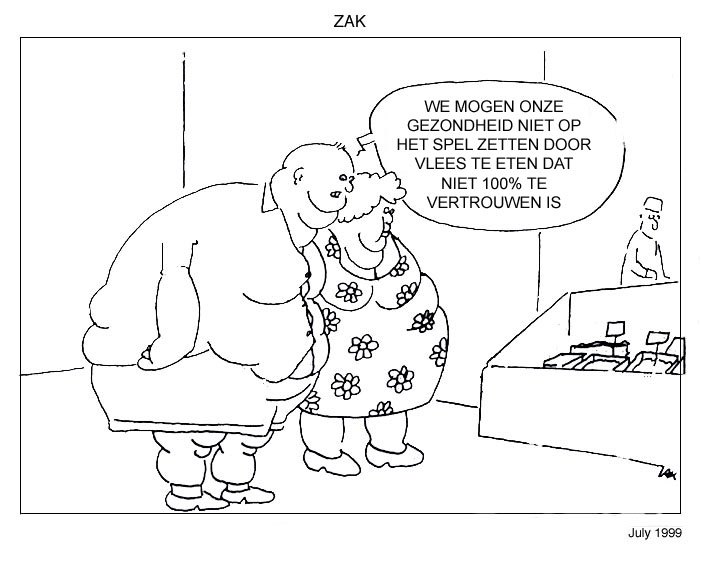 ZAK
WE MOGEN ONZE
GEZONDHEID NIET OP
HET SPEL ZETTEN DOOR
VLEES TE ETEN DAT
NIET 100% TE
VERTROUWEN IS
ZAK
July 1999